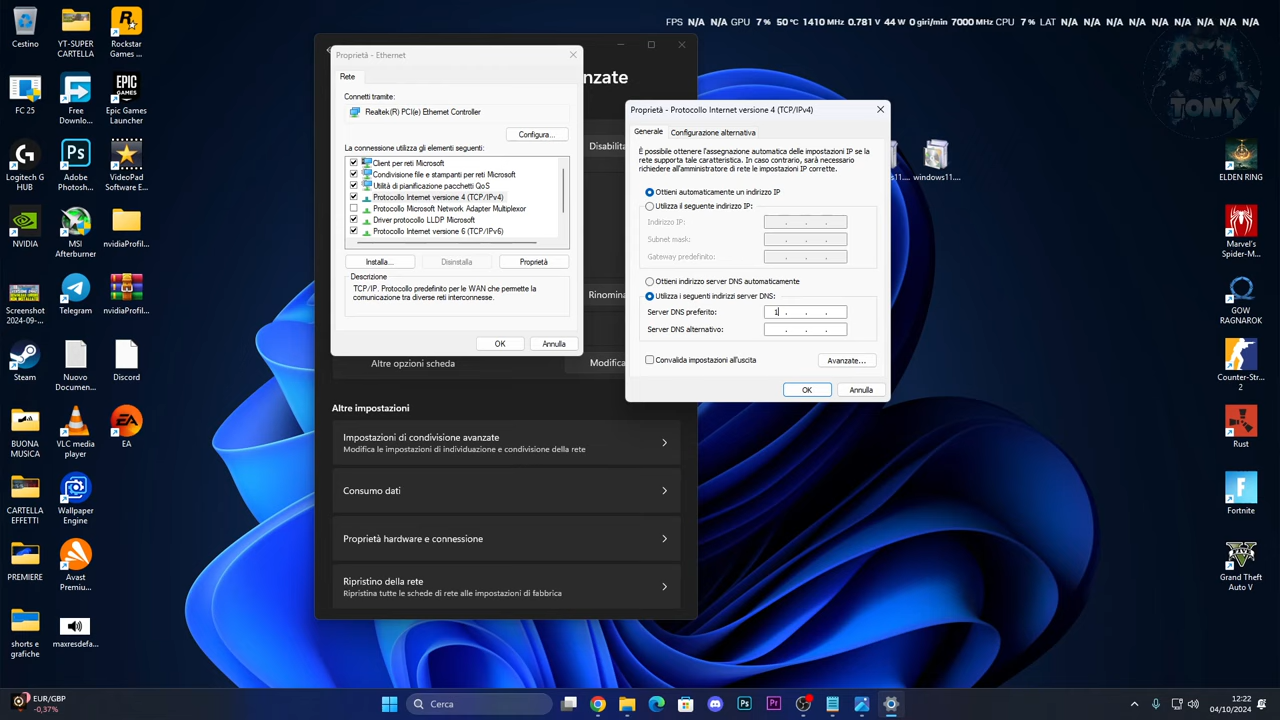 FPS N/A N/A GPU 7 % 50 °C 1410 MHz 0.781 V 44 W 0 giri/min 7000 MHz CPU 7 % LAT N/A N/A N/A N/A N/A N/A N/A N/A
Cestino
YT-SUPER CARTELLA
Rockstar Games ...
FC 25
Free Downlo...
Epic Games Launcher
Logitech G HUB
Adobe Photosh...
VideoPad Software E...
NVIDIA
MSI Afterburner
nvidiaProfil...
Screenshot 2024-09-...
Telegram
nvidiaProfil...
Steam
Nuovo Documen...
Discord
BUONA MUSICA
VLC media player
EA
CARTELLA EFFETTI
Wallpaper Engine
PREMIERE
Avast Premiu...
shorts e grafiche
maxresdefa...
Proprietà - Ethernet
Rete
Connetti tramite:
Realtek(R) PCI(e) Ethernet Controller
Configura...
La connessione utilizza gli elementi seguenti:
Client per reti Microsoft
Condivisione file e stampanti per reti Microsoft
Utilità di pianificazione pacchetti QoS
Protocollo Internet versione 4 (TCP/IPv4)
Protocollo Microsoft Network Adapter Multiplexor
Driver protocollo LLDP Microsoft
Protocollo Internet versione 6 (TCP/IPv6)
Installa...
Disinstalla
Proprietà
Descrizione
TCP/IP. Protocollo predefinito per le WAN che permette la
comunicazione tra diverse reti interconnesse.
OK
Annulla
anzate
Disabilita
Rinomina
Altre opzioni scheda
Modifica
Altre impostazioni
Impostazioni di condivisione avanzate
Modifica le impostazioni di individuazione e condivisione della rete
Consumo dati
Proprietà hardware e connessione
Ripristino della rete
Ripristina tutte le schede di rete alle impostazioni di fabbrica
Proprietà - Protocollo Internet versione 4 (TCP/IPv4)
Generale
Configurazione alternativa
È possibile ottenere l'assegnazione automatica delle impostazioni IP se la
rete supporta tale caratteristica. In caso contrario, sarà necessario
richiedere all'amministratore di rete le impostazioni IP corrette.
Ottieni automaticamente un indirizzo IP
Utilizza il seguente indirizzo IP:
Indirizzo IP:
Subnet mask:
Gateway predefinito:
Ottieni indirizzo server DNS automaticamente
Utilizza i seguenti indirizzi server DNS:
Server DNS preferito: 1 . . .
Server DNS alternativo: . . .
Convalida impostazioni all'uscita
Avanzate...
OK
Annulla
s11...
windows11...
ELDEN RING
Marvel's Spider-M...
GOW RAGNAROK
Counter-Str... 2
Rust
Fortnite
Grand Theft Auto V
EUR/GBP
-0,37%
Cerca
12:22
04/10/2024